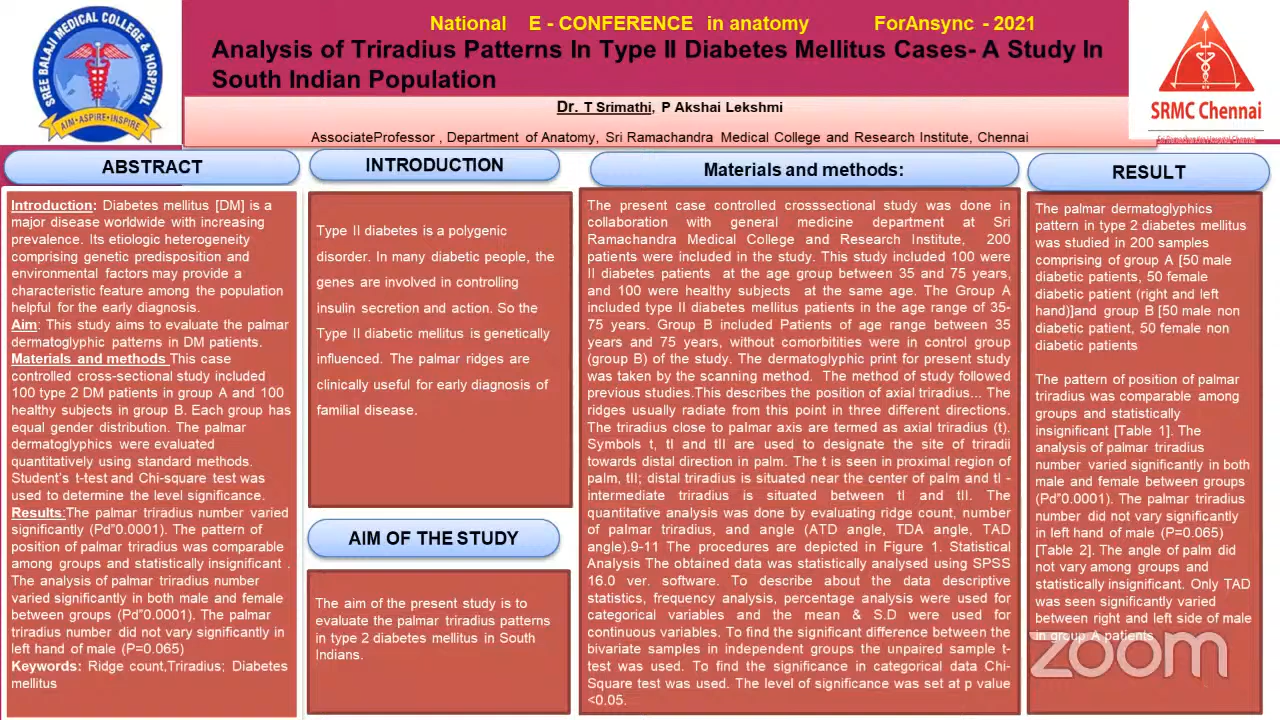 SREE BALAJI MEDICAL COLLEGE & HOSPITAL
AIM-ASPIRE-INSPIRE
National E - CONFERENCE in anatomy ForAnsync - 2021
Analysis of Triradius Patterns In Type II Diabetes Mellitus Cases- A Study In
South Indian Population
Dr. T Srimathi, P Akshai Lekshmi
AssociateProfessor , Department of Anatomy, Sri Ramachandra Medical College and Research Institute, Chennai
SRMC Chennai
Sri Ramachandra Hospital Chennai
ABSTRACT
Introduction: Diabetes mellitus [DM] is a
major disease worldwide with increasing
prevalence. Its etiologic heterogeneity
comprising genetic predisposition and
environmental factors may provide a
characteristic feature among the population
helpful for the early diagnosis.
Aim: This study aims to evaluate the palmar
dermatoglyphic patterns in DM patients.
Materials and methods This case
controlled cross-sectional study included
100 type 2 DM patients in group A and 100
healthy subjects in group B. Each group has
equal gender distribution. The palmar
dermatoglyphics were evaluated
quantitatively using standard methods.
Student's t-test and Chi-square test was
used to determine the level significance.
Results:The palmar triradius number varied
significantly (Pd"0.0001). The pattern of
position of palmar triradius was comparable
among groups and statistically insignificant .
The analysis of palmar triradius number
varied significantly in both male and female
between groups (Pd"0.0001). The palmar
triradius number did not vary significantly in
left hand of male (P=0.065)
Keywords: Ridge count,Triradius; Diabetes
mellitus
INTRODUCTION
Type II diabetes is a polygenic
disorder. In many diabetic people, the
genes are involved in controlling
insulin secretion and action. So the
Type II diabetic mellitus is genetically
influenced. The palmar ridges are
clinically useful for early diagnosis of
familial disease.
AIM OF THE STUDY
The aim of the present study is to
evaluate the palmar triradius patterns
in type 2 diabetes mellitus in South
Indians.
Materials and methods:
The present case controlled crosssectional study was done in
collaboration with general medicine department at Sri
Ramachandra Medical College and Research Institute, 200
patients were included in the study. This study included 100 were
II diabetes patients at the age group between 35 and 75 years,
and 100 were healthy subjects at the same age. The Group A
included type II diabetes mellitus patients in the age range of 35-
75 years. Group B included Patients of age range between 35
years and 75 years, without comorbitities were in control group
(group B) of the study. The dermatoglyphic print for present study
was taken by the scanning method. The method of study followed
previous studies.This describes the position of axial triradius... The
ridges usually radiate from this point in three different directions.
The triradius close to palmar axis are termed as axial triradius (t).
Symbols t, tI and tII are used to designate the site of triradii
towards distal direction in palm. The t is seen in proximal region of
palm, tII; distal triradius is situated near the center of palm and tI -
intermediate triradius is situated between tI and tII. The
quantitative analysis was done by evaluating ridge count, number
of palmar triradius, and angle (ATD angle, TDA angle, TAD
angle).9-11 The procedures are depicted in Figure 1. Statistical
Analysis The obtained data was statistically analysed using SPSS
16.0 ver. software. To describe about the data descriptive
statistics, frequency analysis, percentage analysis were used for
categorical variables and the mean & S.D were used for
continuous variables. To find the significant difference between the
bivariate samples in independent groups the unpaired sample t-
test was used. To find the significance in categorical data Chi-
Square test was used. The level of significance was set at p value
<0.05.
RESULT
The palmar dermatoglyphics
pattern in type 2 diabetes mellitus
was studied in 200 samples
comprising of group A [50 male
diabetic patients, 50 female
diabetic patient (right and left
hand)]and group B [50 male non
diabetic patient, 50 female non
diabetic patients
The pattern of position of palmar
triradius was comparable among
groups and statistically
insignificant [Table 1]. The
analysis of palmar triradius
number varied significantly in both
male and female between groups
(Pd"0.0001). The palmar triradius
number did not vary significantly
in left hand of male (P=0.065)
[Table 2]. The angle of palm did
not vary among groups and
statistically insignificant. Only TAD
was seen significantly varied
between right and left side of male
in group A patients
zoom